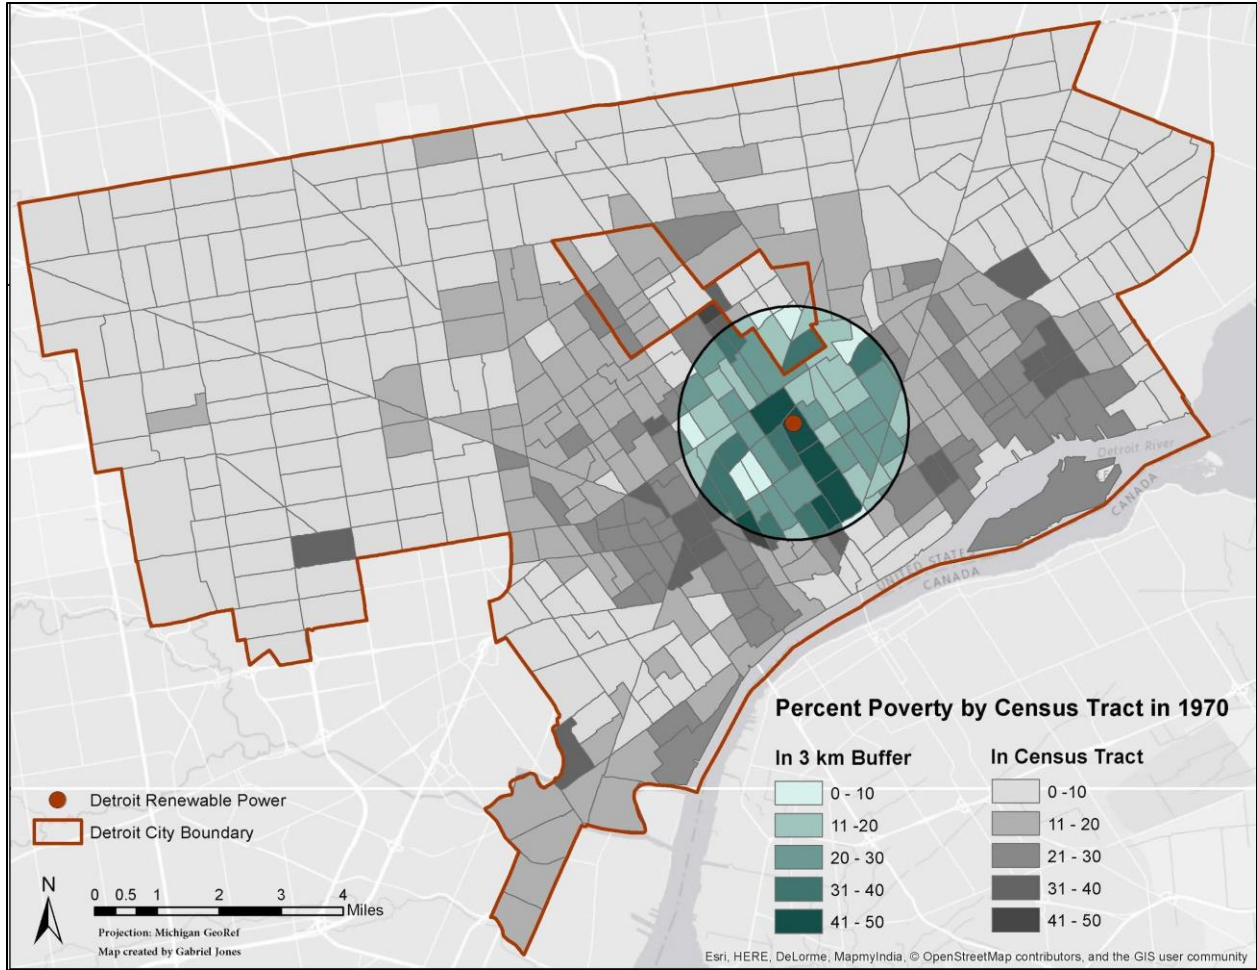 Detroit River
CANADA
UNITED STATES
CANADA
Percent Poverty by Census Tract in 1970
In 3 km Buffer
0 - 10
11 -20
20 - 30
31 - 40
41 - 50
In Census Tract
0 -10
11 - 20
21 - 30
31 - 40
41 - 50
Detroit Renewable Power
Detroit City Boundary
N
0 0.5 1 2 3 4
Miles
Projection: Michigan GeoRef
Map created by Gabriel Jones
Esri, HERE, DeLorme, MapmyIndia, © OpenStreetMap contributors, and the GIS user community